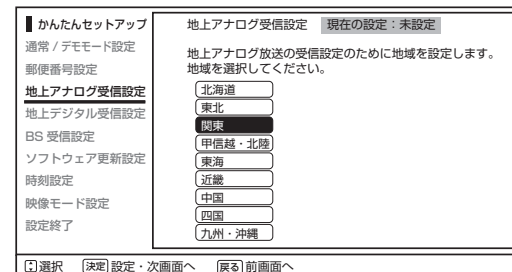 かんたんセットアップ
通常 / デモモード設定
郵便番号設定
地上アナログ受信設定
地上デジタル受信設定
BS 受信設定
ソフトウェア更新設定
時刻設定
映像モード設定
設定終了
地上アナログ受信設定 現在の設定：未設定
地上アナログ放送の受信設定のために地域を設定します。
地域を選択してください。
北海道
東北
関東
甲信越・北陸
東海
近畿
中国
四国
九州・沖縄
選択 決定 設定・次画面へ 戻る 前画面へ